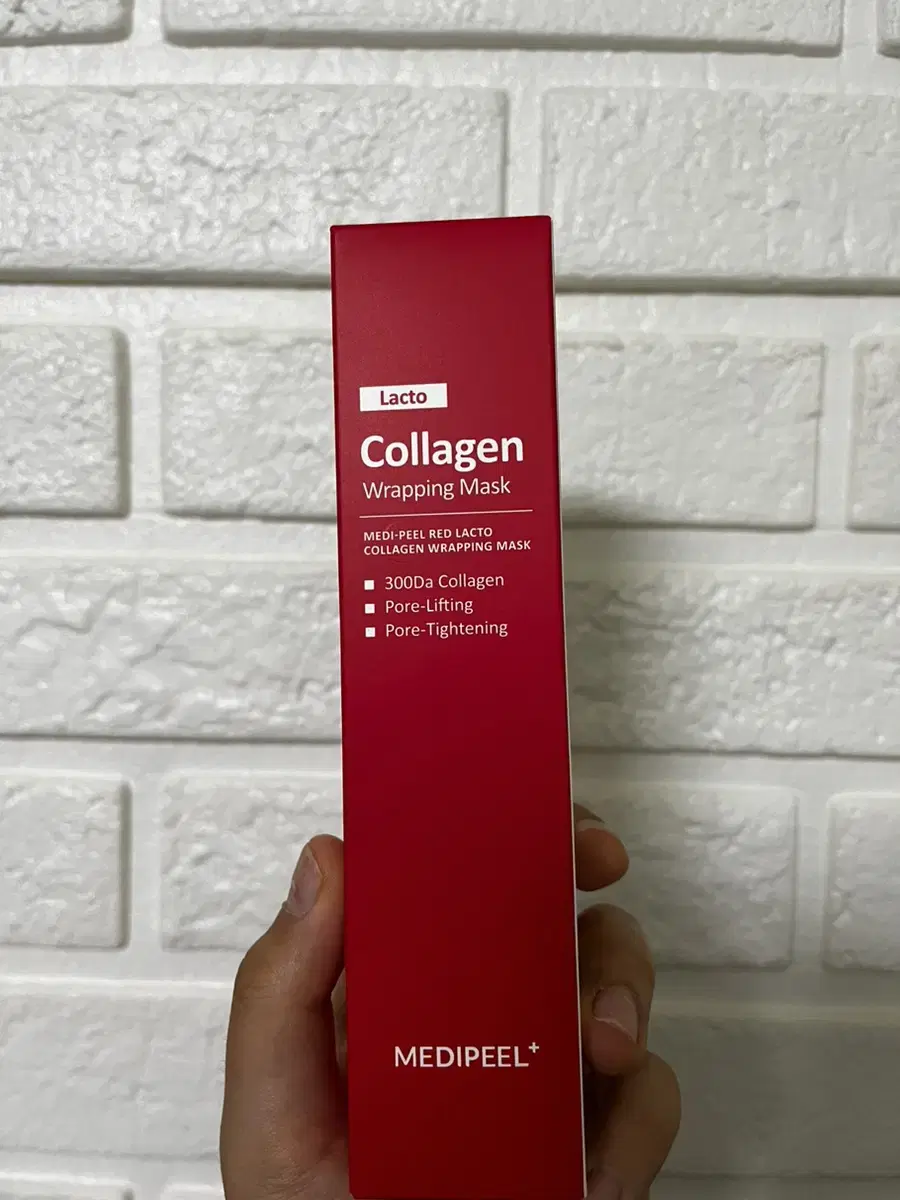 Lacto
Collagen
Wrapping Mask
MEDI-PEEL RED LACTO
COLLAGEN WRAPPING MASK
300Da Collagen
Pore-Lifting
Pore-Tightening
MEDIPEEL+